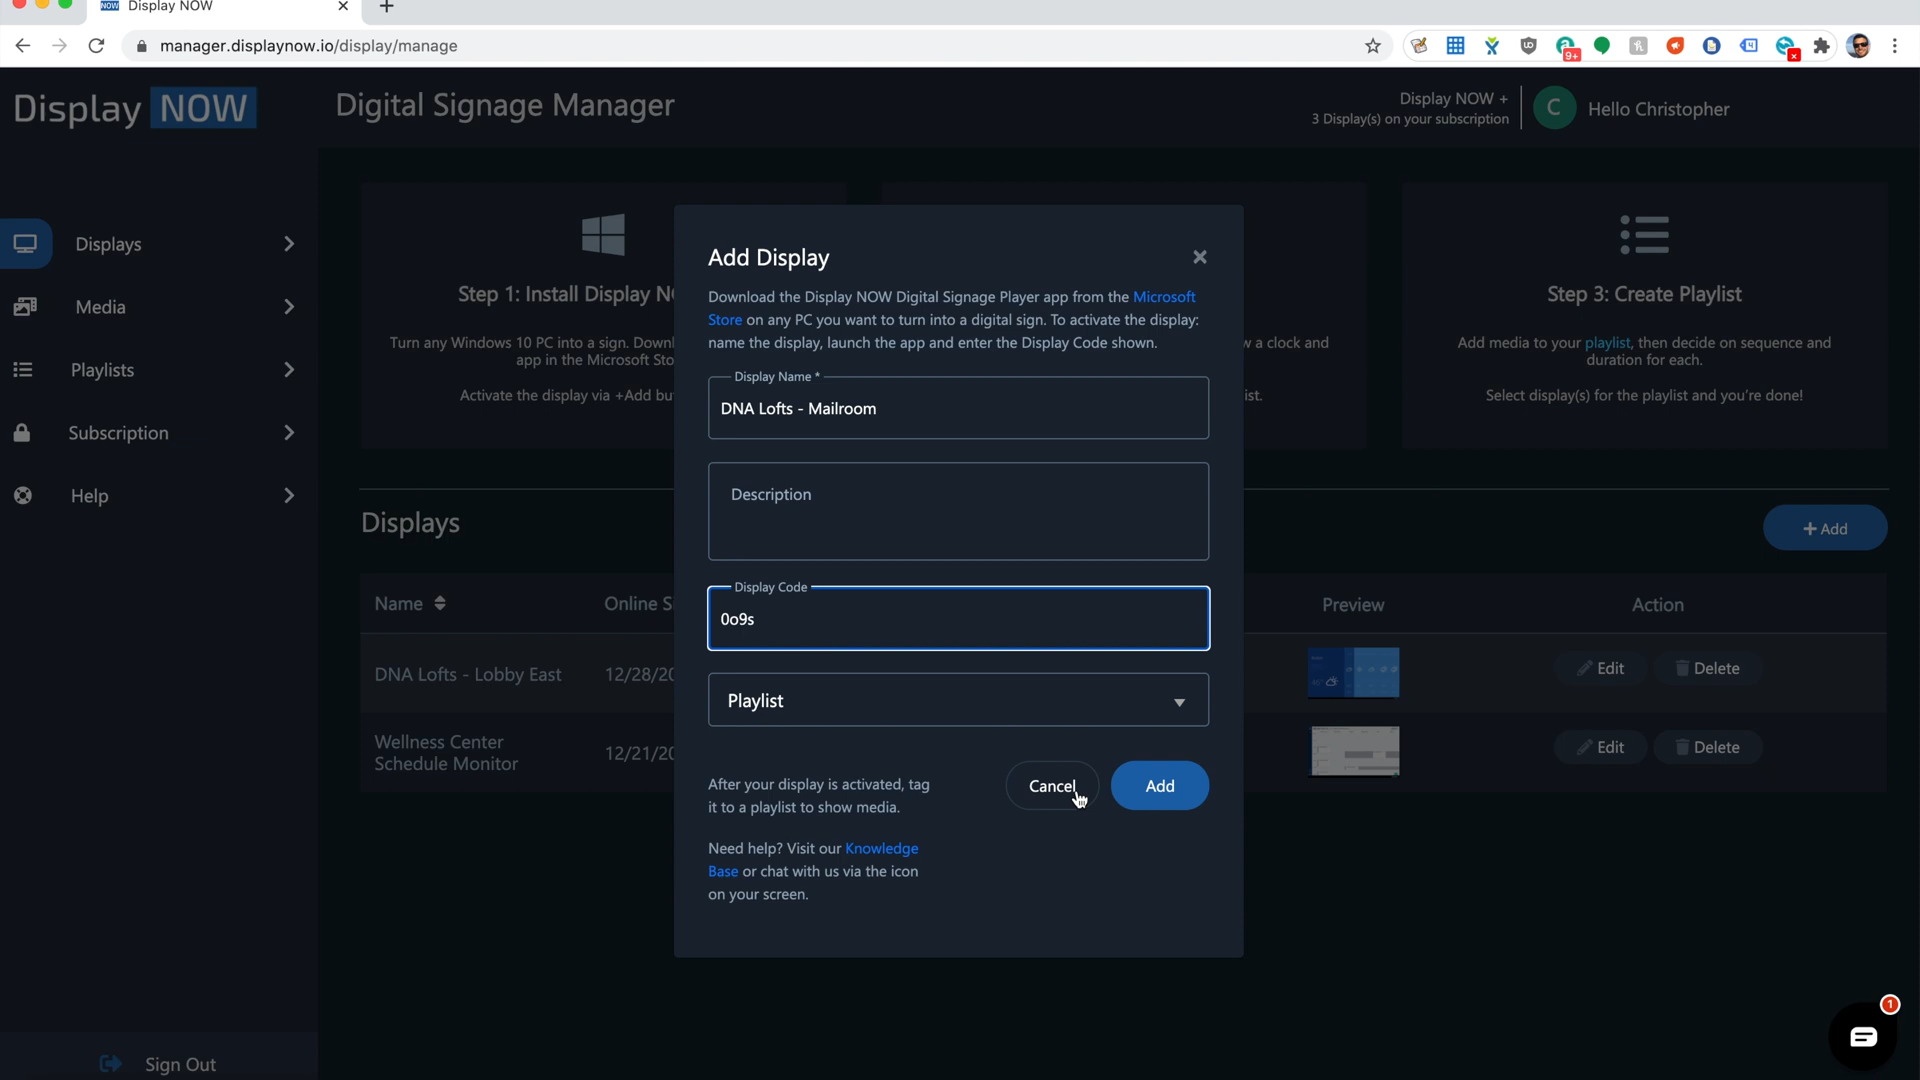 NOW Display NOW
manager.displaynow.io/display/manage
9+
Display NOW
Digital Signage Manager
Display NOW +
3 Display(s) on your subscription
C
Hello Christopher
Displays
Media
Playlists
Subscription
Help
Sign Out
Step 1: Install Display N
Turn any Windows 10 PC into a sign. Down
app in the Microsoft Sto
Activate the display via +Add bu
w a clock and
ist.
Step 3: Create Playlist
Add media to your playlist, then decide on sequence and
duration for each.
Select display(s) for the playlist and you're done!
Displays
+ Add
Name
Online Si
Preview
Action
DNA Lofts - Lobby East
12/28/20
Edit
Delete
Wellness Center
Schedule Monitor
12/21/20
Edit
Delete
Add Display
Download the Display NOW Digital Signage Player app from the Microsoft
Store on any PC you want to turn into a digital sign. To activate the display:
name the display, launch the app and enter the Display Code shown.
Display Name *
DNA Lofts - Mailroom
Description
Display Code
0o9s
Playlist
After your display is activated, tag
it to a playlist to show media.
Cancel
Add
Need help? Visit our Knowledge
Base or chat with us via the icon
on your screen.
1